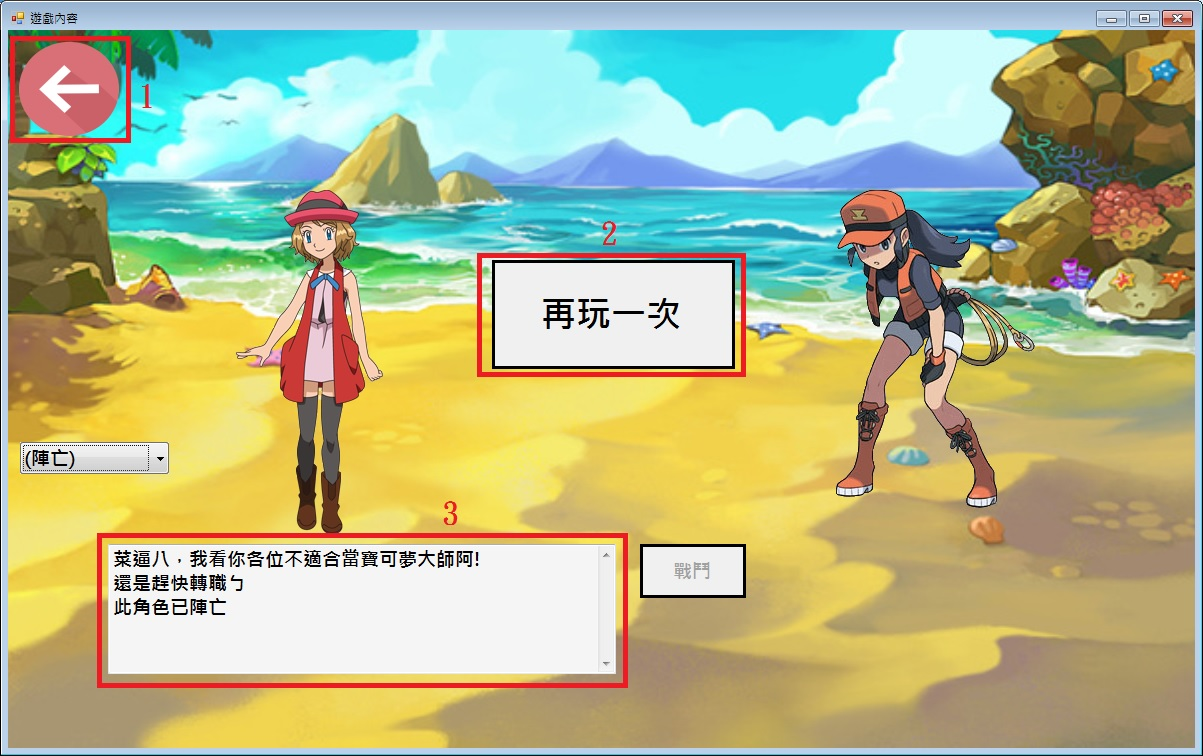 遊戲內容
1
2
再玩一次
(陣亡)
3
菜逼八，我看你各位不適合當寶可夢大師阿!
還是趕快轉職ㄅ
此角色已陣亡
戰鬥